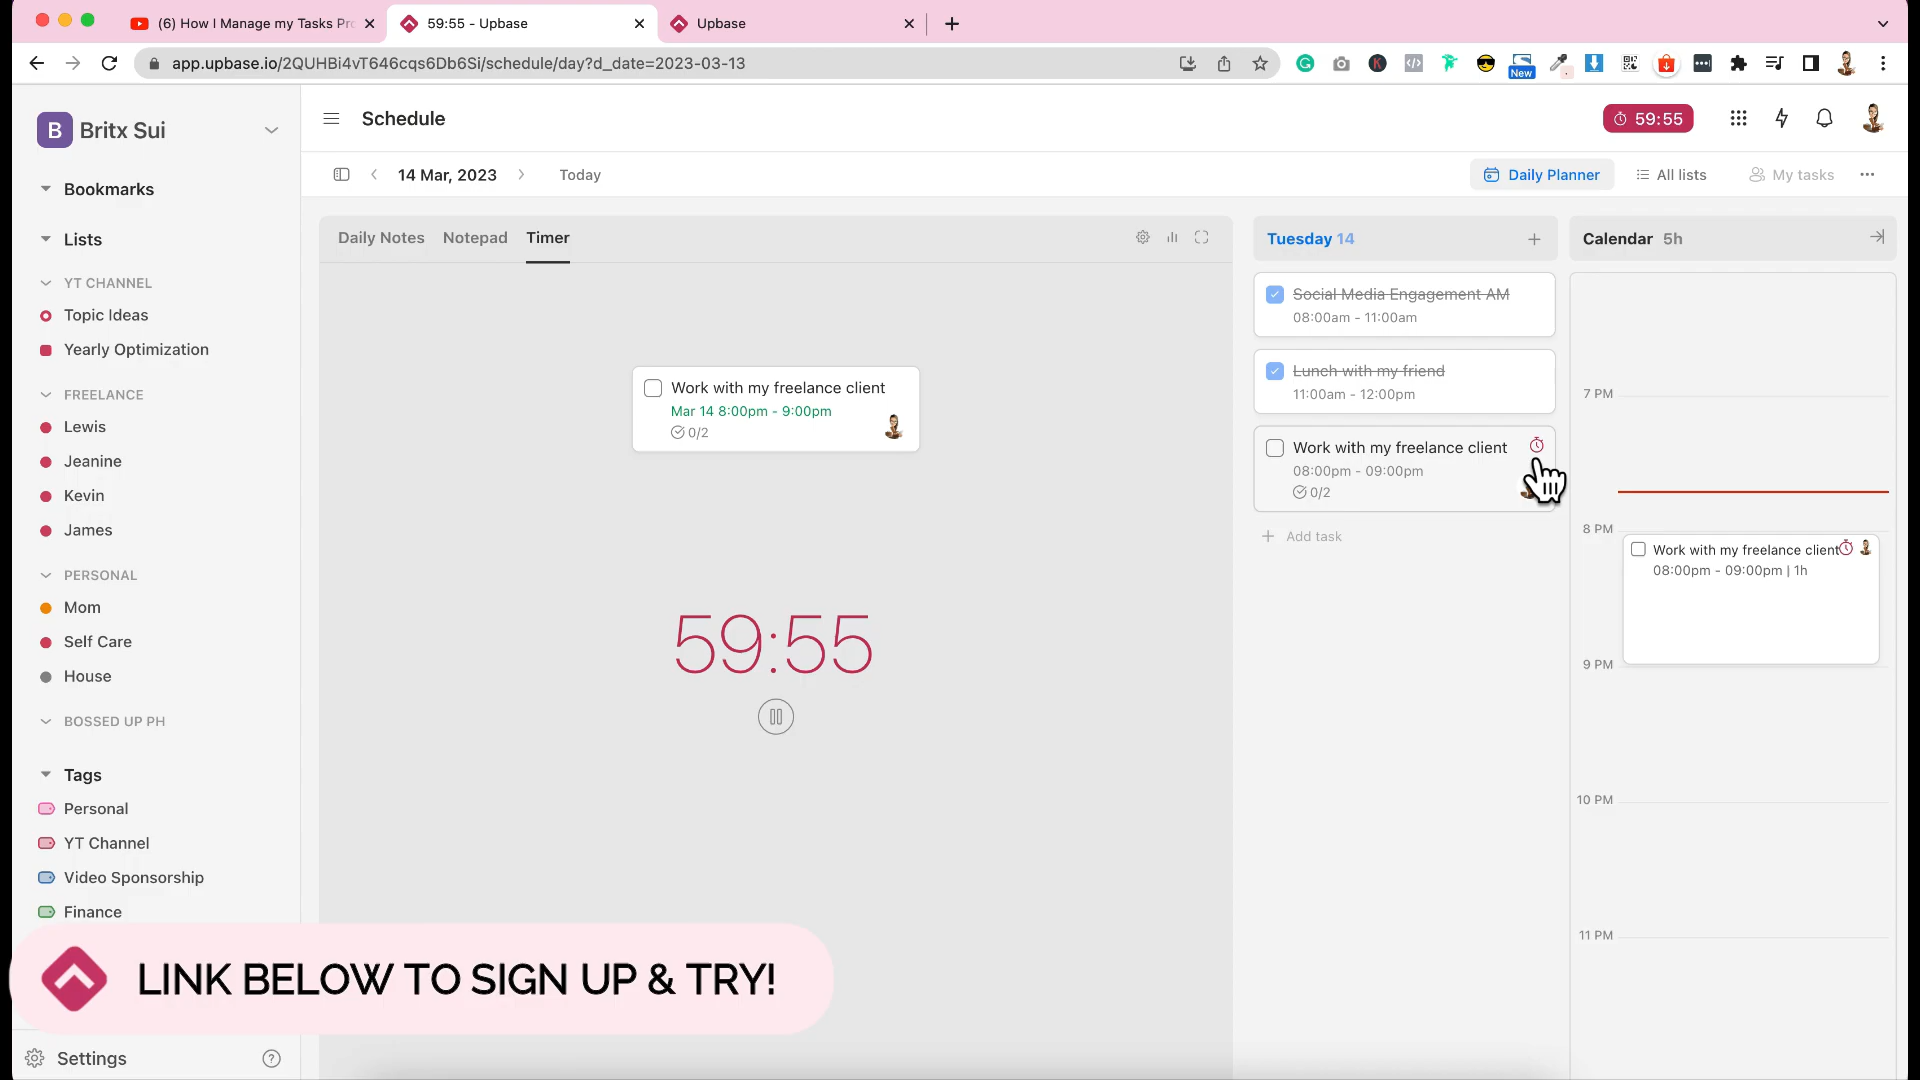 (6) How I Manage my Tasks Pro
59:55 - Upbase
Upbase
app.upbase.io/2QUHBi4vT646cqs6Db6Si/schedule/day?d_date=2023-03-13
New
B Britx Sui
Schedule
59:55
14 Mar, 2023
Today
Daily Planner
All lists
My tasks
Bookmarks
Lists
YT CHANNEL
Topic Ideas
Yearly Optimization
FREELANCE
Lewis
Jeanine
Kevin
James
PERSONAL
Mom
Self Care
House
BOSSED UP PH
Tags
Personal
YT Channel
Video Sponsorship
Finance
Settings
Daily Notes
Notepad
Timer
Work with my freelance client
Mar 14 8:00pm - 9:00pm
0/2
59:55
Tuesday 14
Social Media Engagement AM
08:00am - 11:00am
Lunch with my friend
11:00am - 12:00pm
Work with my freelance client
08:00pm - 09:00pm
0/2
Add task
Calendar 5h
7 PM
8 PM
Work with my freelance client
08:00pm - 09:00pm | 1h
9 PM
10 PM
11 PM
LINK BELOW TO SIGN UP & TRY!